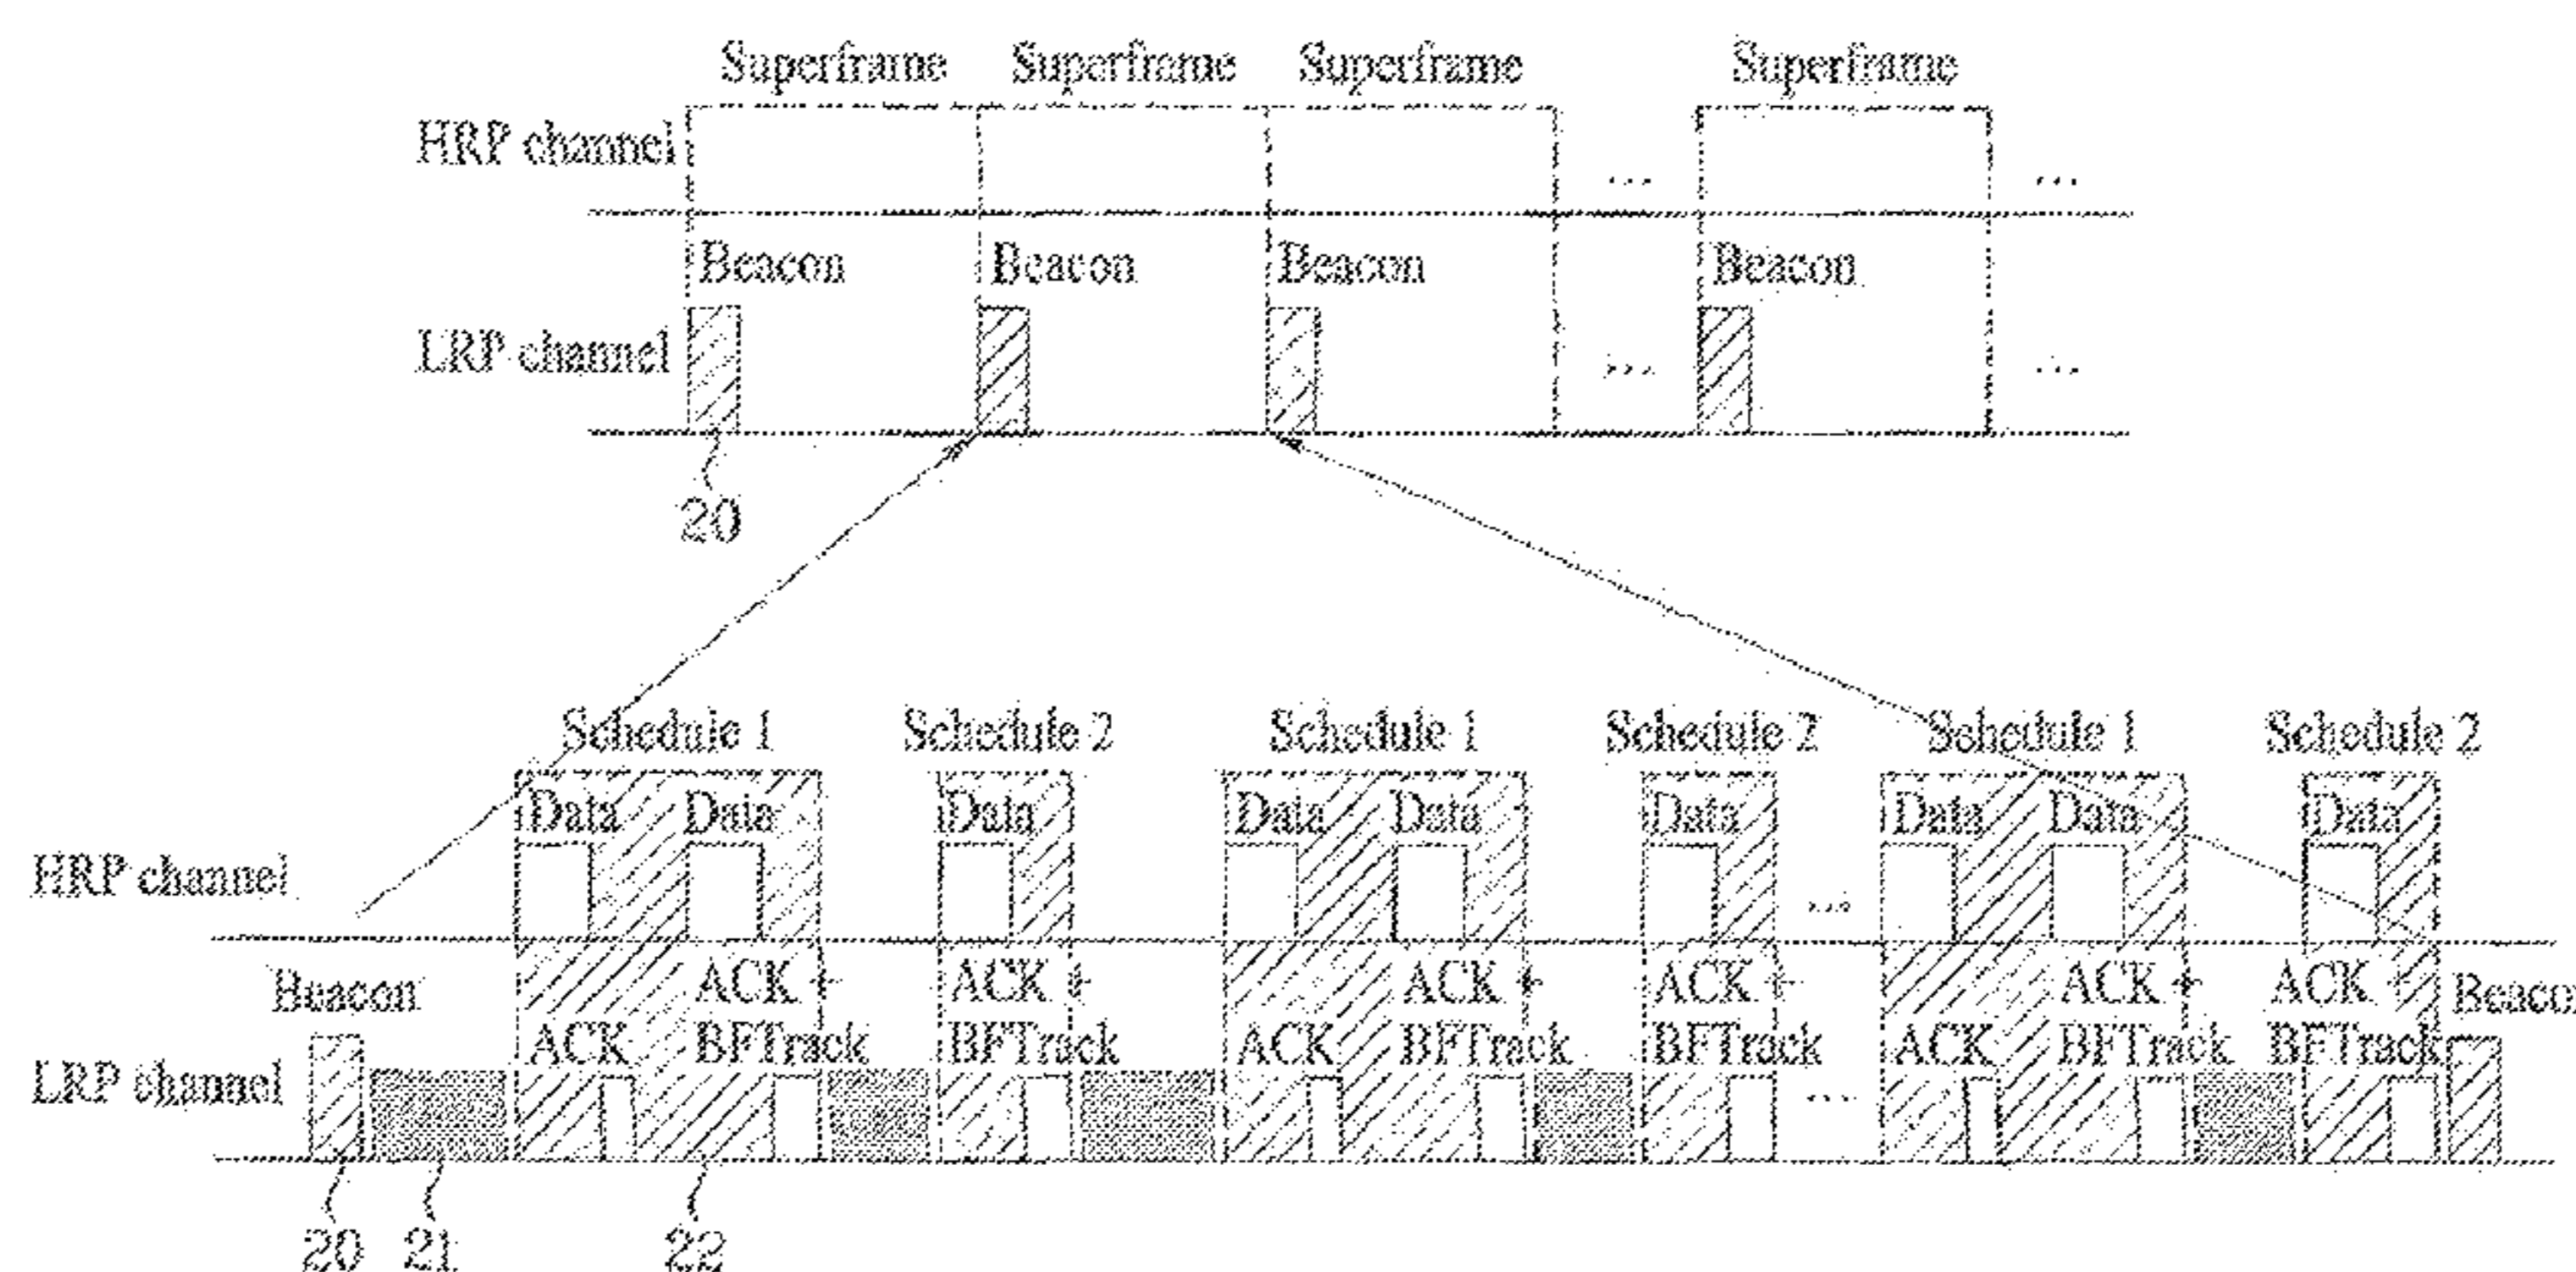 Superframe Superframe Superframe Superframe
HRP channel
... ...
Beacon Beacon Beacon Beacon
LRP channel
... ...
20
Schedule 1 Schedule 2 Schedule 1 Schedule 2 Schedule 1 Schedule 2
Data Data Data Data Data Data Data Data Data
HRP channel
...
ACK + ACK + ACK + ACK + ACK + ACK +
Beacon Beaco
ACK BFTrack BFTrack ACK BFTrack BFTrack ACK BFTrack BFTrack
LRP channel
...
20 21 22